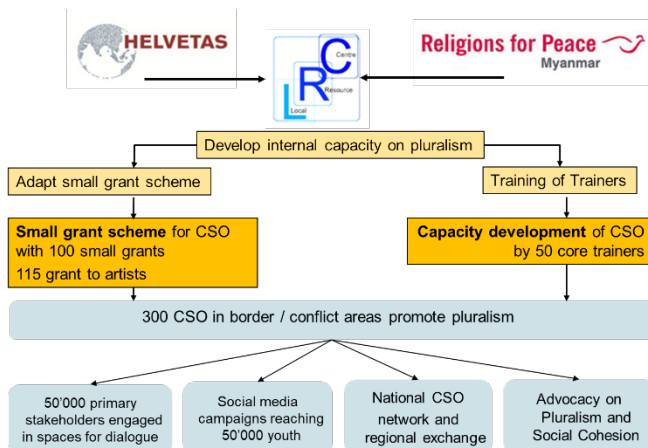 HELVETAS
Centre
Resource
Local
LRC
Religions for Peace
Myanmar
Develop internal capacity on pluralism
Adapt small grant scheme
Training of Trainers
Small grant scheme for CSO
with 100 small grants
115 grant to artists
Capacity development of CSO
by 50 core trainers
300 CSO in border / conflict areas promote pluralism
50'000 primary
stakeholders engaged
in spaces for dialogue
Social media
campaigns reaching
50'000 youth
National CSO
network and
regional exchange
Advocacy on
Pluralism and
Social Cohesion